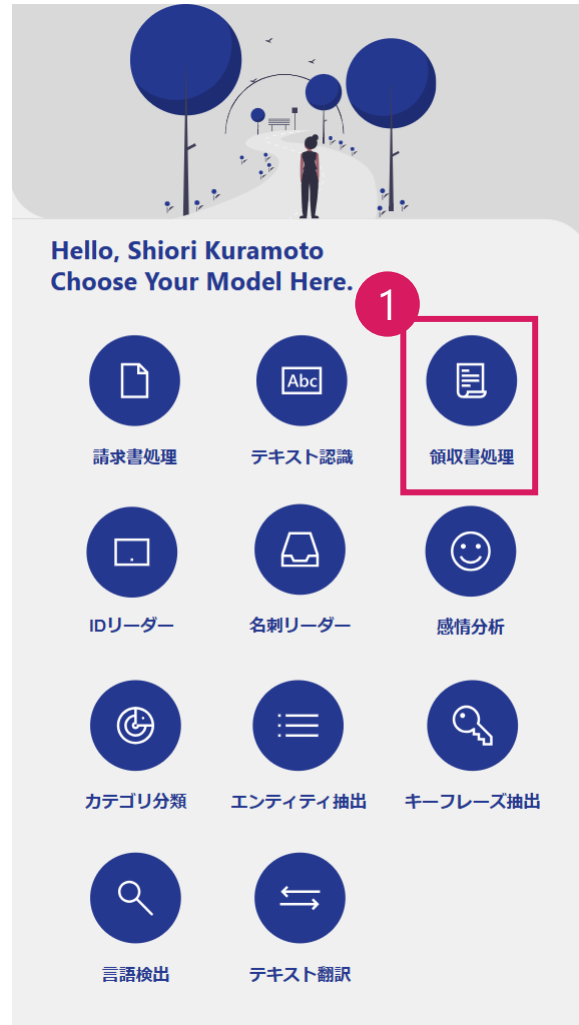 Hello, Shiori Kuramoto
Choose Your Model Here.
1
Abc
請求書処理
テキスト認識
領収書処理
IDリーダー
名刺リーダー
感情分析
カテゴリ分類
エンティティ抽出
キーフレーズ抽出
言語検出
テキスト翻訳